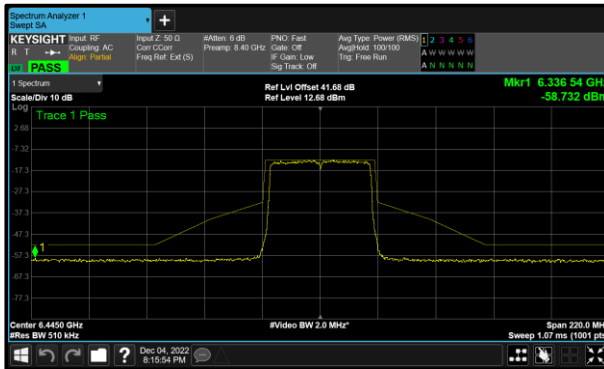 Spectrum Analyzer 1
Swept SA
+
KEYSIGHT Input: RF Input Z: 50 Ω #Atten: 6 dB PNO: Fast Avg Type: Power (RMS) 1 2 3 4 5 6
R T Coupling: AC Corr CCorr Preamp: 8.40 GHz Gate: Off Avg|Hold: 100/100 A W W W W W
Align: Partial Freq Ref: Ext (S) IF Gain: Low Trig: Free Run
LW PASS Sig Track: Off A N N N N N
1 Spectrum Ref Lvl Offset 41.68 dB Mkr1 6.336 54 GHz
Scale/Div 10 dB Ref Level 12.68 dBm -58.732 dBm
Log Trace 1 Pass
2.68
-7.32
-17.3
-27.3
-37.3
-47.3
-57.3
-67.3
-77.3
1
Center 6.4450 GHz #Video BW 2.0 MHz* Span 220.0 MHz
#Res BW 510 kHz Sweep 1.07 ms (1001 pts)
? Dec 04, 2022
8:15:54 PM